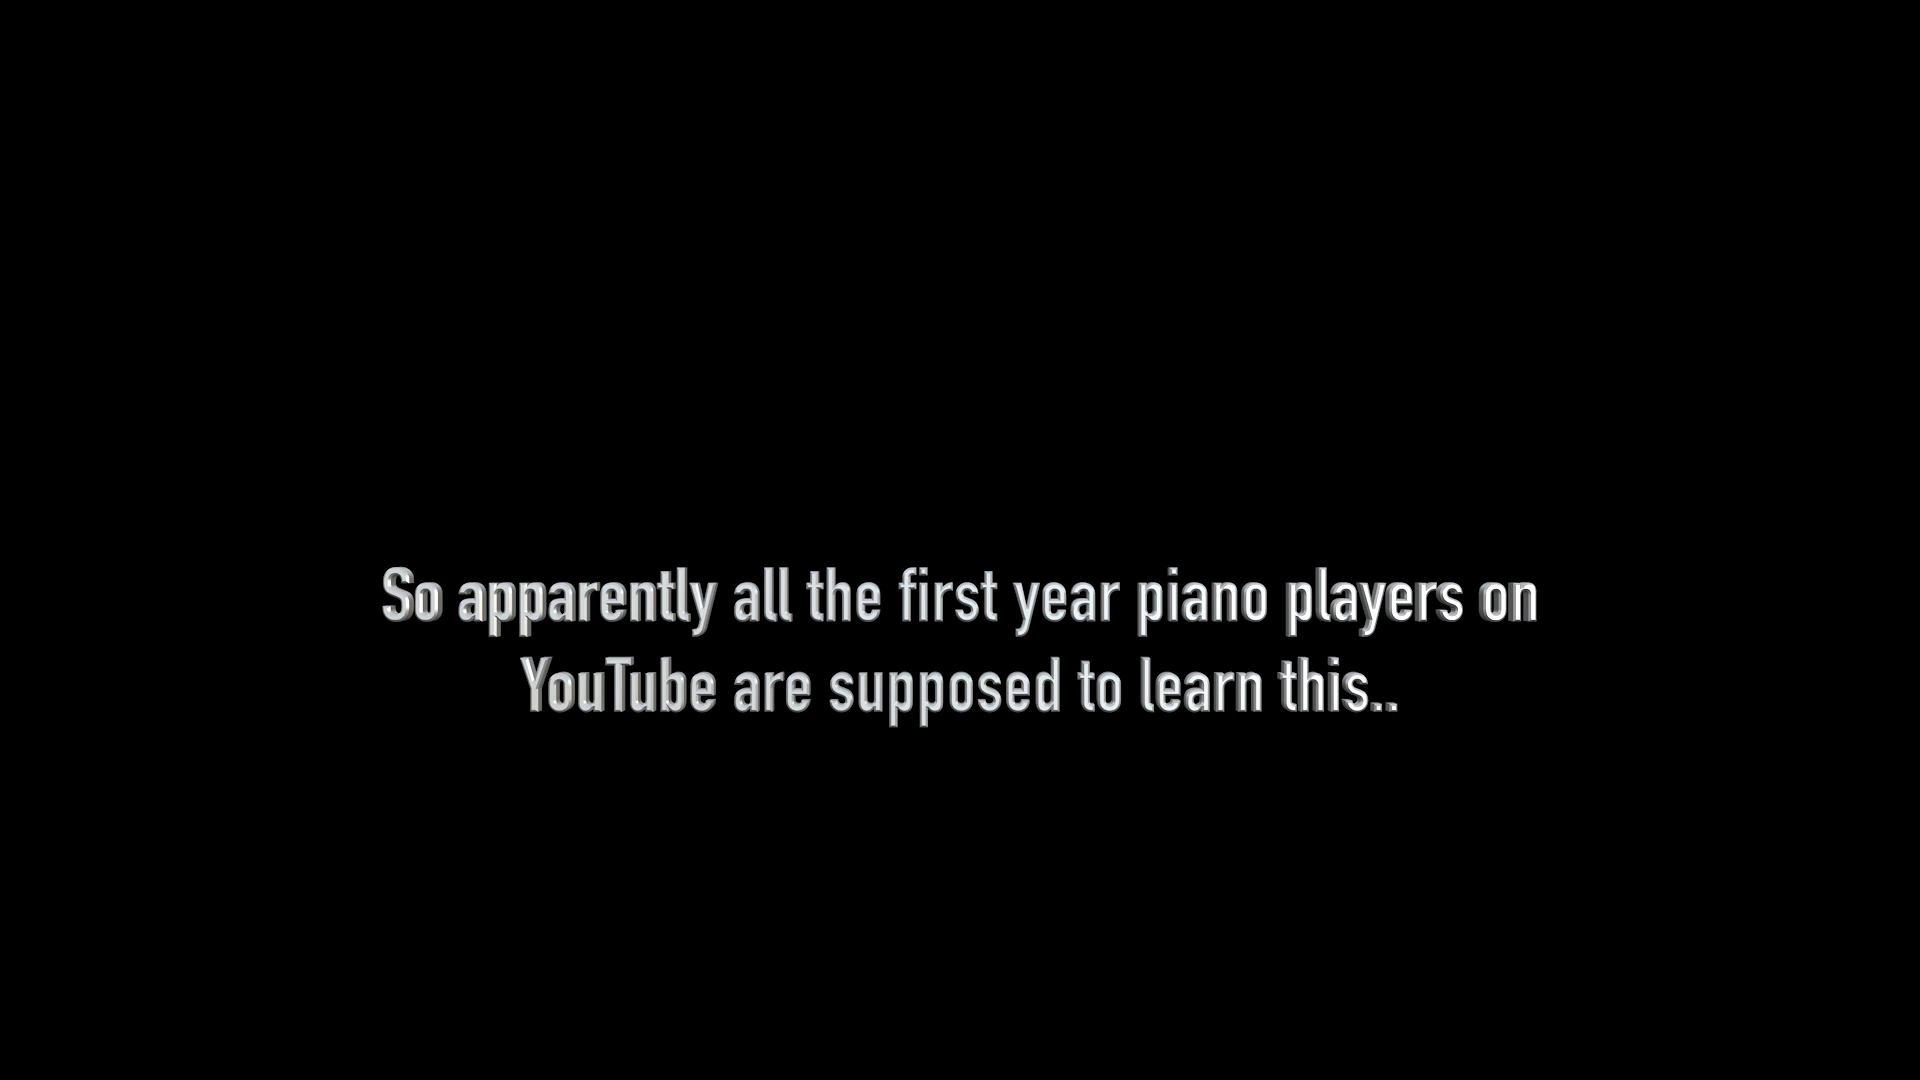 So apparently all the first year piano players on
YouTube are supposed to learn this..